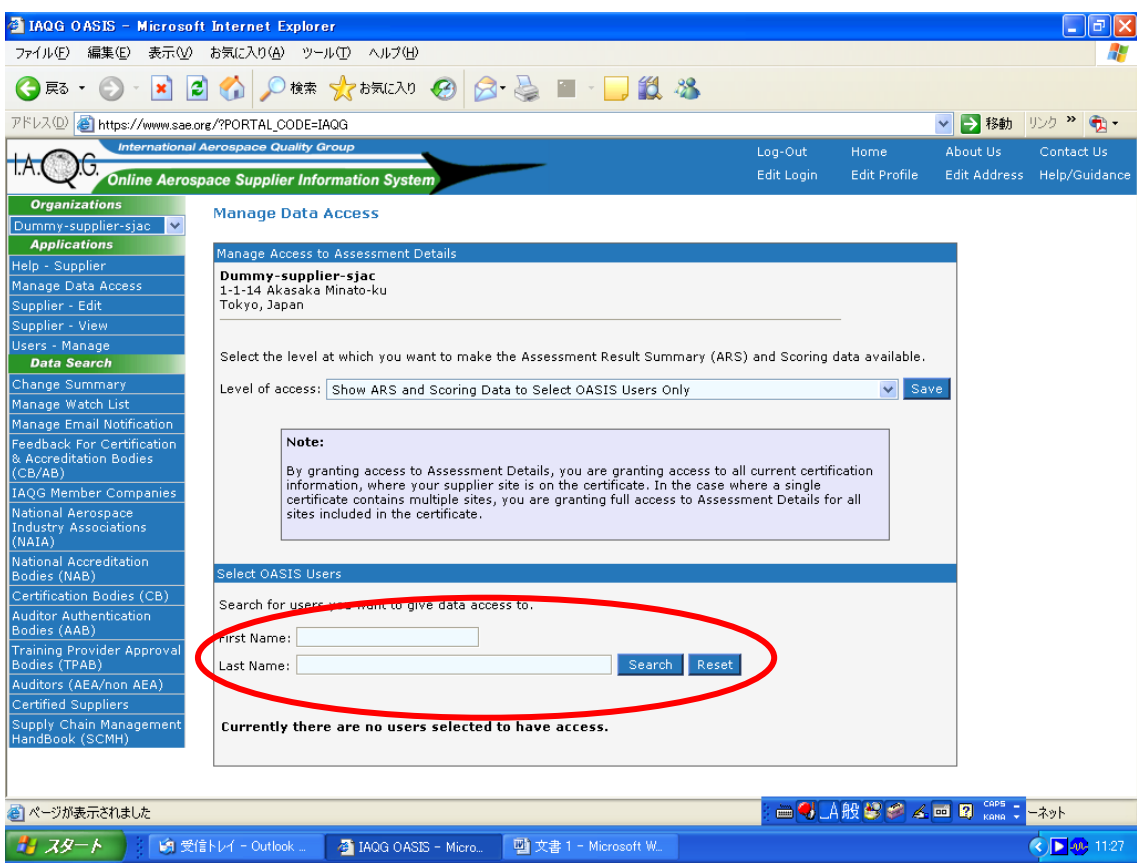 IAQG OASIS - Microsoft Internet Explorer
ファイル(F) 編集(E) 表示(V) お気に入り(A) ツール(T) ヘルプ(H)
戻る 検索 お気に入り
アドレス(D) https://www.sae.org/?PORTAL_CODE=IAQG 移動 リンク »
International Aerospace Quality Group
I.A.Q.G.
Online Aerospace Supplier Information System
Log-Out Home About Us Contact Us
Edit Login Edit Profile Edit Address Help/Guidance
Organizations
Dummy-supplier-sjac
Applications
Help - Supplier
Manage Data Access
Supplier - Edit
Supplier - View
Users - Manage
Data Search
Change Summary
Manage Watch List
Manage Email Notification
Feedback For Certification
& Accreditation Bodies
(CB/AB)
IAQG Member Companies
National Aerospace
Industry Associations
(NAIA)
National Accreditation
Bodies (NAB)
Certification Bodies (CB)
Auditor Authentication
Bodies (AAB)
Training Provider Approval
Bodies (TPAB)
Auditors (AEA/non AEA)
Certified Suppliers
Supply Chain Management
HandBook (SCMH)
Manage Data Access
Manage Access to Assessment Details
Dummy-supplier-sjac
1-1-14 Akasaka Minato-ku
Tokyo, Japan
Select the level at which you want to make the Assessment Result Summary (ARS) and Scoring data available.
Level of access: Show ARS and Scoring Data to Select OASIS Users Only Save
Note:
By granting access to Assessment Details, you are granting access to all current certification
information, where your supplier site is on the certificate. In the case where a single
certificate contains multiple sites, you are granting full access to Assessment Details for all
sites included in the certificate.
Select OASIS Users
Search for users you want to give data access to.
First Name:
Last Name: Search Reset
Currently there are no users selected to have access.
ページが表示されました
A 般 CAPS KANA ーネット
スタート 受信トレイ - Outlook ... IAQG OASIS - Micro... 文書 1 - Microsoft W... 11:27